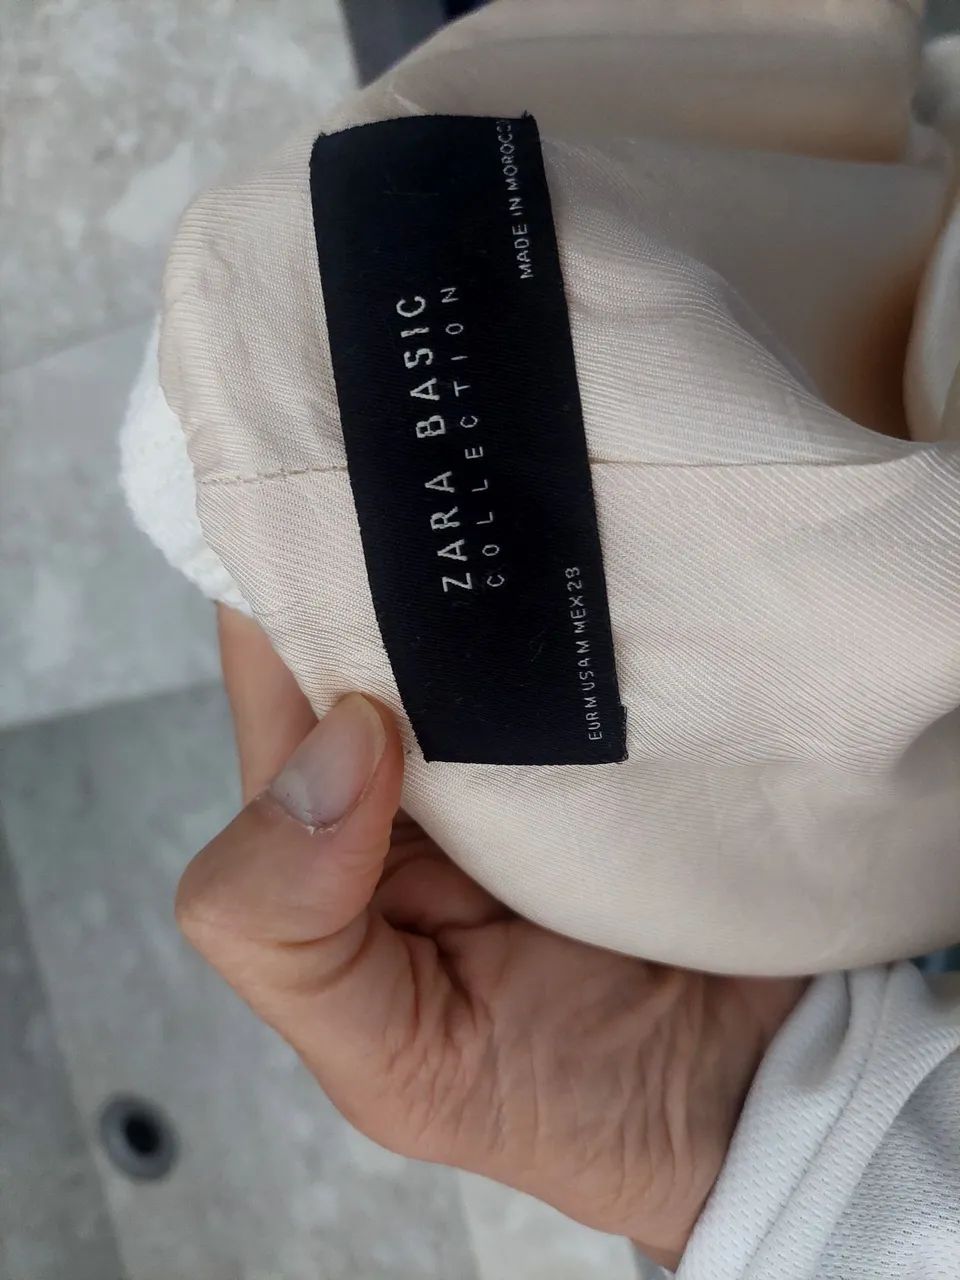 ZARA BASIC
COLLECTION
EUR M USA M MEX 28
MADE IN MOROCCO